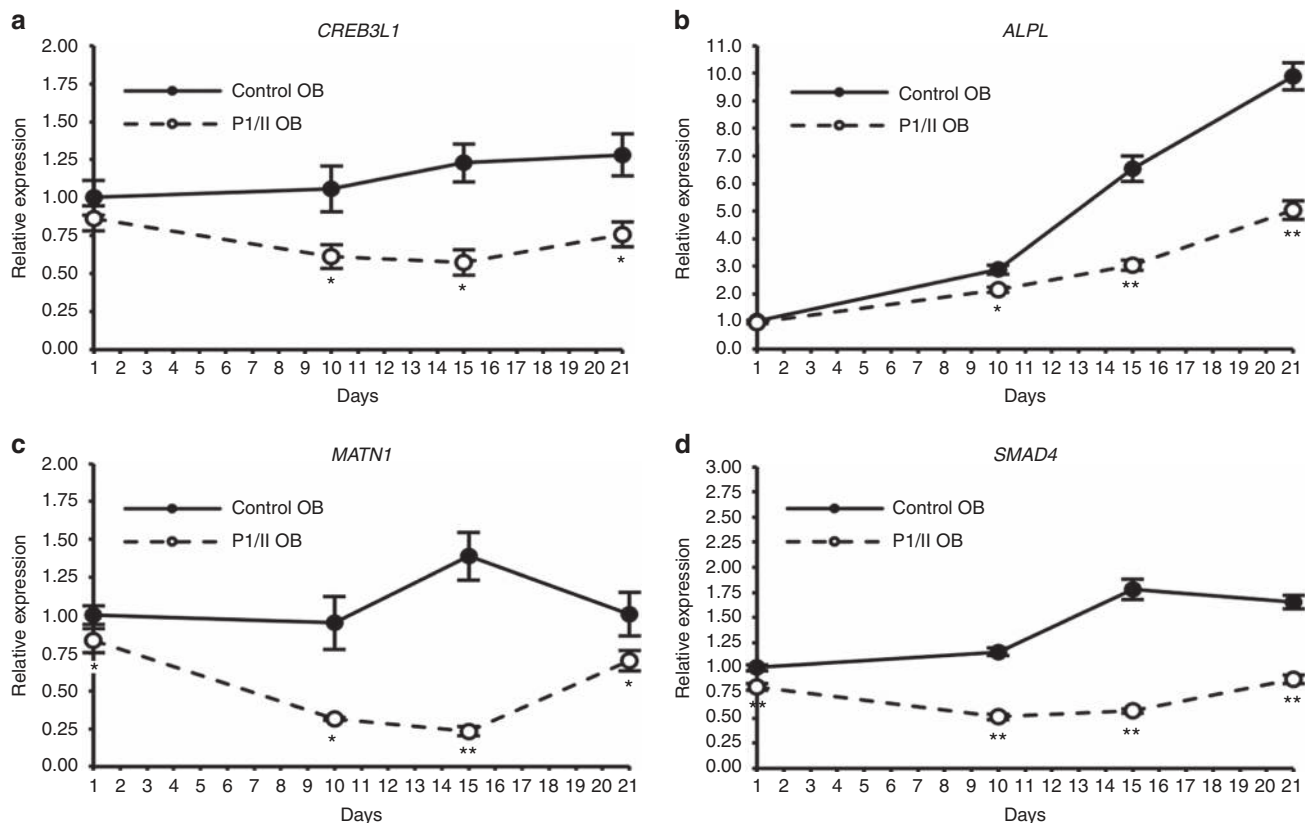 a
CREB3L1
2.00
1.75
1.50
1.25
1.00
0.75
0.50
0.25
0.00
Relative expression
Control OB
P1/II OB
*
*
*
1 2 3 4 5 6 7 8 9 10 11 12 13 14 15 16 17 18 19 20 21
Days
b
ALPL
11.0
10.0
9.0
8.0
7.0
6.0
5.0
4.0
3.0
2.0
1.0
0.0
Relative expression
Control OB
P1/II OB
*
**
**
1 2 3 4 5 6 7 8 9 10 11 12 13 14 15 16 17 18 19 20 21
Days
c
MATN1
2.00
1.75
1.50
1.25
1.00
0.75
0.50
0.25
0.00
Relative expression
Control OB
P1/II OB
*
*
**
*
1 2 3 4 5 6 7 8 9 10 11 12 13 14 15 16 17 18 19 20 21
Days
d
SMAD4
3.00
2.75
2.50
2.25
2.00
1.75
1.50
1.25
1.00
0.75
0.50
0.25
0.00
Relative expression
Control OB
P1/II OB
**
**
**
**
1 2 3 4 5 6 7 8 9 10 11 12 13 14 15 16 17 18 19 20 21
Days